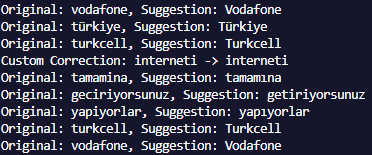 Original: vodafone, Suggestion: Vodafone
Original: türkiye, Suggestion: Türkiye
Original: turkcell, Suggestion: Turkcell
Custom Correction: interneti -> interneti
Original: tamamina, Suggestion: tamamına
Original: geciriyorsunuz, Suggestion: getiriyorsunuz
Original: yapiyorlar, Suggestion: yapıyorlar
Original: turkcell, Suggestion: Turkcell
Original: vodafone, Suggestion: Vodafone